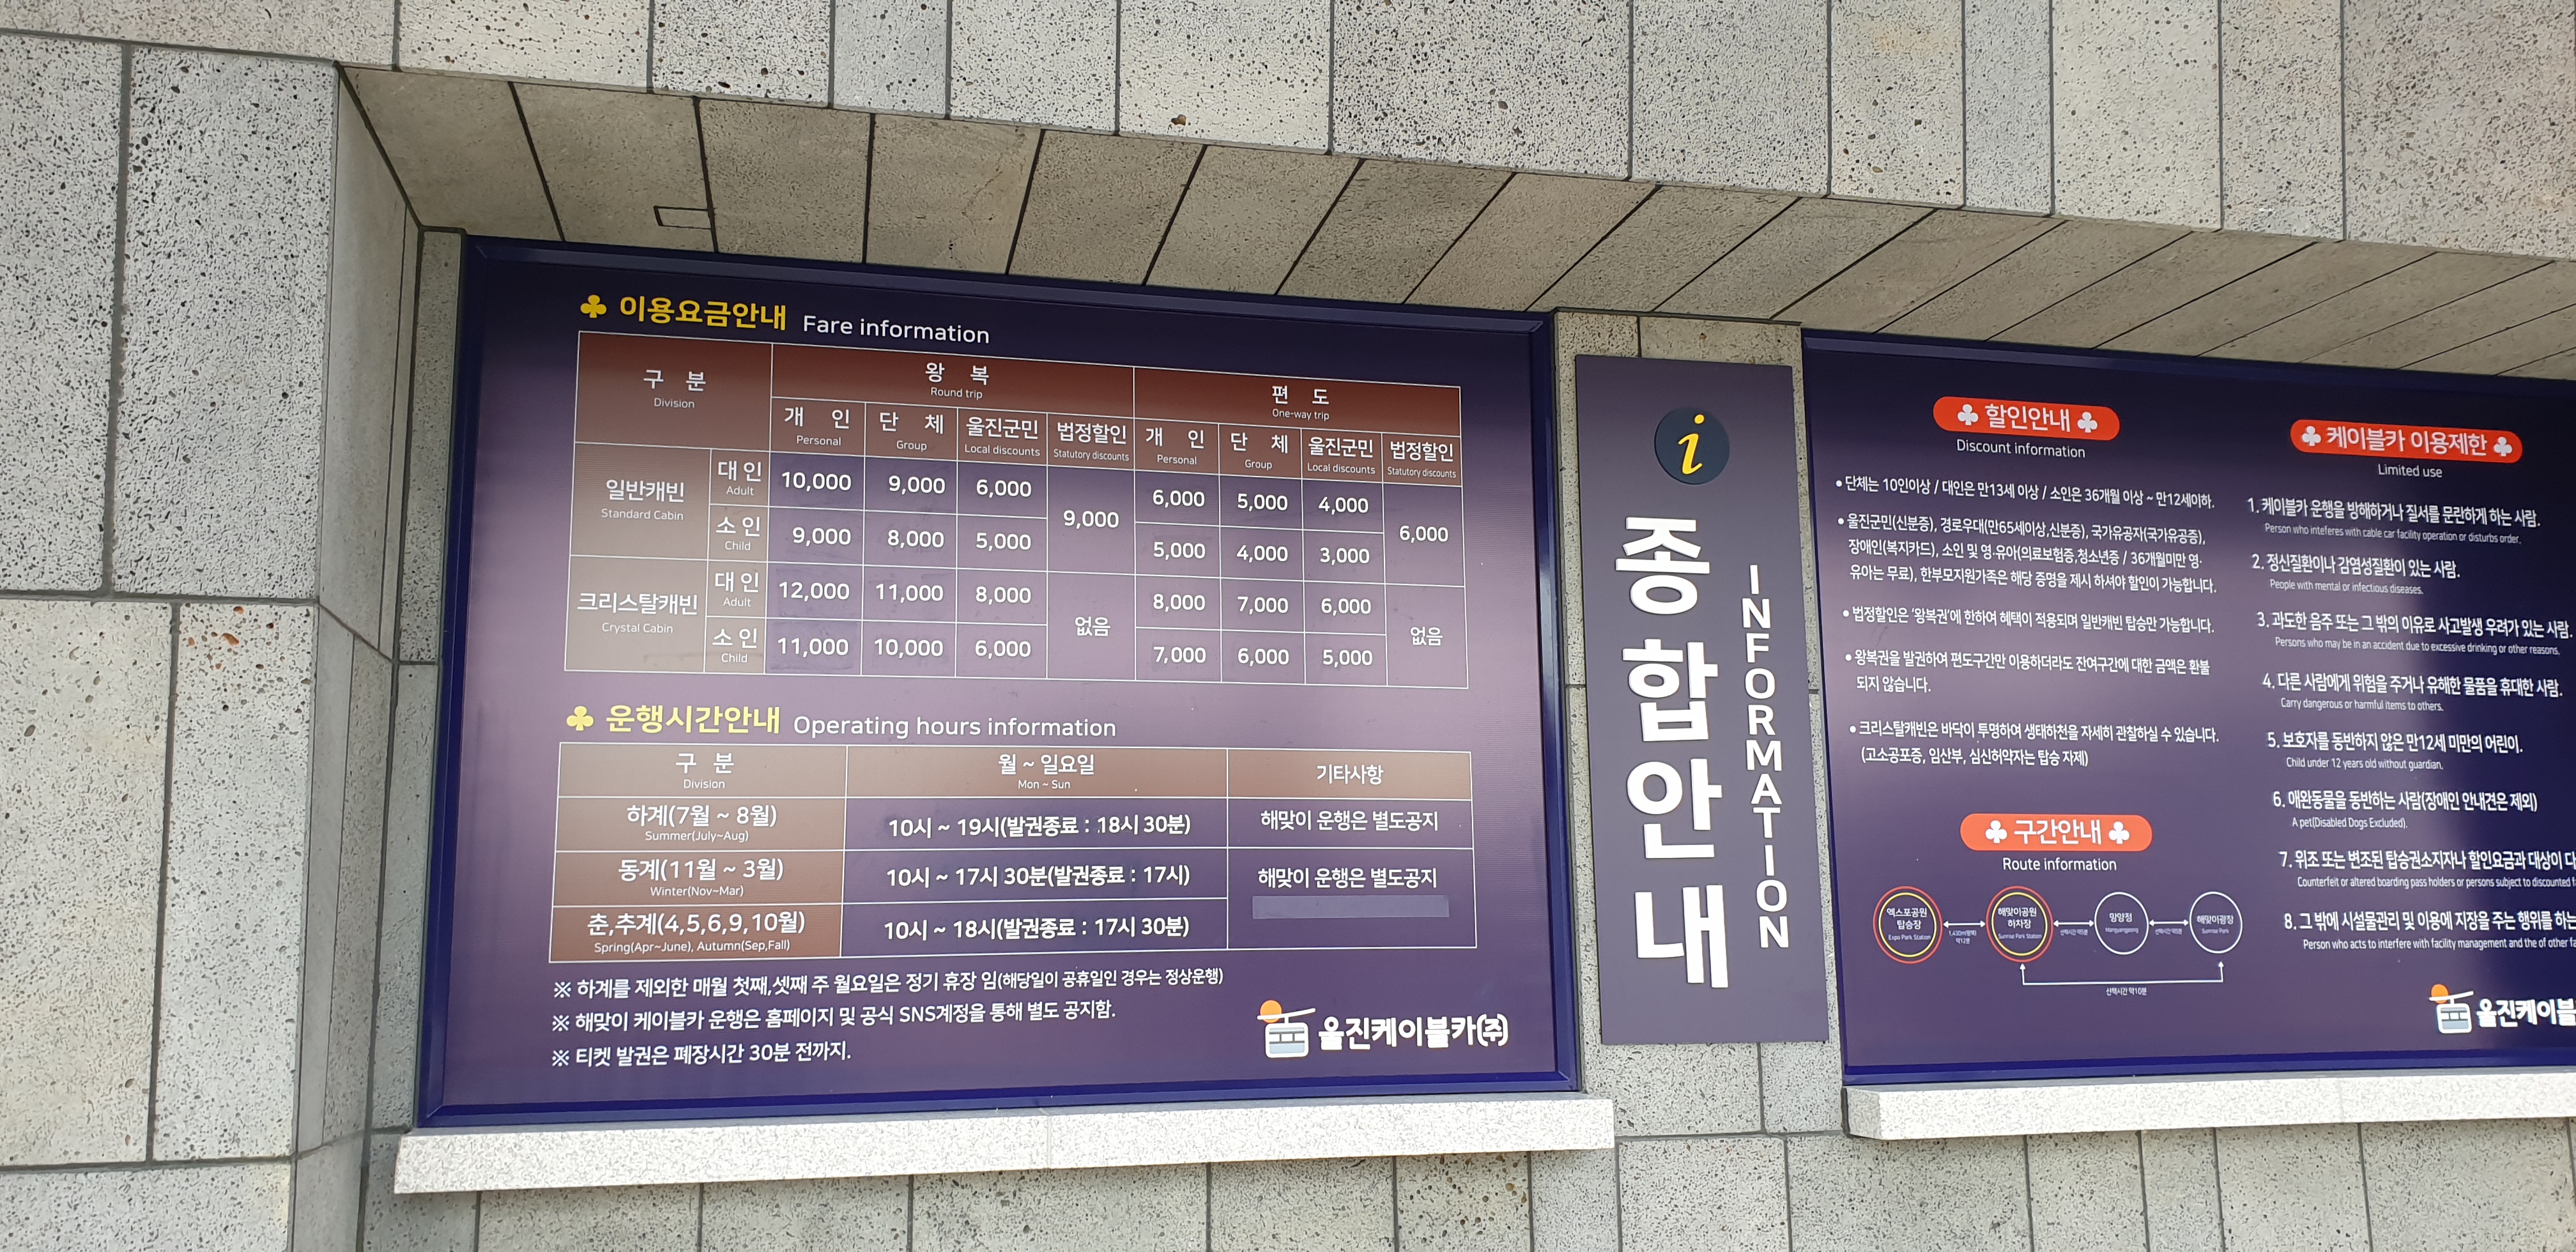 이용요금안내 Fare information
구 분 왕 복 편 도
Division Round trip One-way trip
개 인 단 체 울진군민 법정할인 개 인 단 체 울진군민 법정할인
Personal Group Local discounts Statutory discounts Personal Group Local discounts Statutory discounts
일반캐빈 대 인 10,000 9,000 6,000 9,000 6,000 5,000 4,000 6,000
Standard Cabin Adult
소 인 9,000 8,000 5,000 5,000 4,000 3,000
Child
크리스탈캐빈 대 인 12,000 11,000 8,000 없음 8,000 7,000 6,000 없음
Crystal Cabin Adult
소 인 11,000 10,000 6,000 7,000 6,000 5,000
Child
운행시간안내 Operating hours information
구 분 월 ~ 일요일 기타사항
Division Mon ~ Sun
하계(7월 ~ 8월) 10시 ~ 19시(발권종료 : 18시 30분) 해맞이 운행은 별도공지
Summer(July~Aug)
동계(11월 ~ 3월) 10시 ~ 17시 30분(발권종료 : 17시) 해맞이 운행은 별도공지
Winter(Nov~Mar)
춘,추계(4,5,6,9,10월) 10시 ~ 18시(발권종료 : 17시 30분)
Spring(Apr~June), Autumn(Sep,Fall)
※ 하계를 제외한 매월 첫째,셋째 주 월요일은 정기 휴장 임(해당일이 공휴일인 경우는 정상운행)
※ 해맞이 케이블카 운행은 홈페이지 및 공식 SNS계정을 통해 별도 공지함.
※ 티켓 발권은 폐장시간 30분 전까지.
울진케이블카(주)
i
종합안내
INFORMATION
할인안내
Discount information
• 단체는 10인이상 / 대인은 만13세 이상 / 소인은 36개월 이상 ~ 만12세이하.
• 울진군민(신분증), 경로우대(만65세이상,신분증), 국가유공자(국가유공증),
장애인(복지카드), 소인 및 영·유아(의료보험증,청소년증 / 36개월미만 영·
유아는 무료), 한부모지원가족은 해당 증명을 제시 하셔야 할인이 가능합니다.
• 법정할인은 '왕복권'에 한하여 혜택이 적용되며 일반캐빈 탑승만 가능합니다.
• 왕복권을 발권하여 편도구간만 이용하더라도 잔여구간에 대한 금액은 환불
되지 않습니다.
• 크리스탈캐빈은 바닥이 투명하여 생태하천을 자세히 관찰하실 수 있습니다.
(고소공포증, 임산부, 심신허약자는 탑승 자제)
구간안내
Route information
엑스포공원 탑승장
Expo Park Station
해맞이공원 하차장
Sunrise Park Station
망양정
해맞이광장
Sunrise Park
산책시간 약10분
케이블카 이용제한
Limited use
1. 케이블카 운행을 방해하거나 질서를 문란하게 하는 사람.
Person who inteferes with cable car facility operation or disturbs order.
2. 정신질환이나 감염성질환이 있는 사람.
People with mental or infectious diseases.
3. 과도한 음주 또는 그 밖의 이유로 사고발생 우려가 있는 사람.
Persons who may be in an accident due to excessive drinking or other reasons.
4. 다른 사람에게 위험을 주거나 유해한 물품을 휴대한 사람.
Carry dangerous or harmful items to others.
5. 보호자를 동반하지 않은 만12세 미만의 어린이.
Child under 12 years old without guardian.
6. 애완동물을 동반하는 사람(장애인 안내견은 제외)
A pet(Disabled Dogs Excluded).
7. 위조 또는 변조된 탑승권소지자나 할인요금과 대상이
Counterfeit or altered boarding pass holders or persons subject to discounted
8. 그 밖에 시설물관리 및 이용에 지장을 주는 행위를 하는
Person who acts to interfere with facility management and the of other
울진케이블